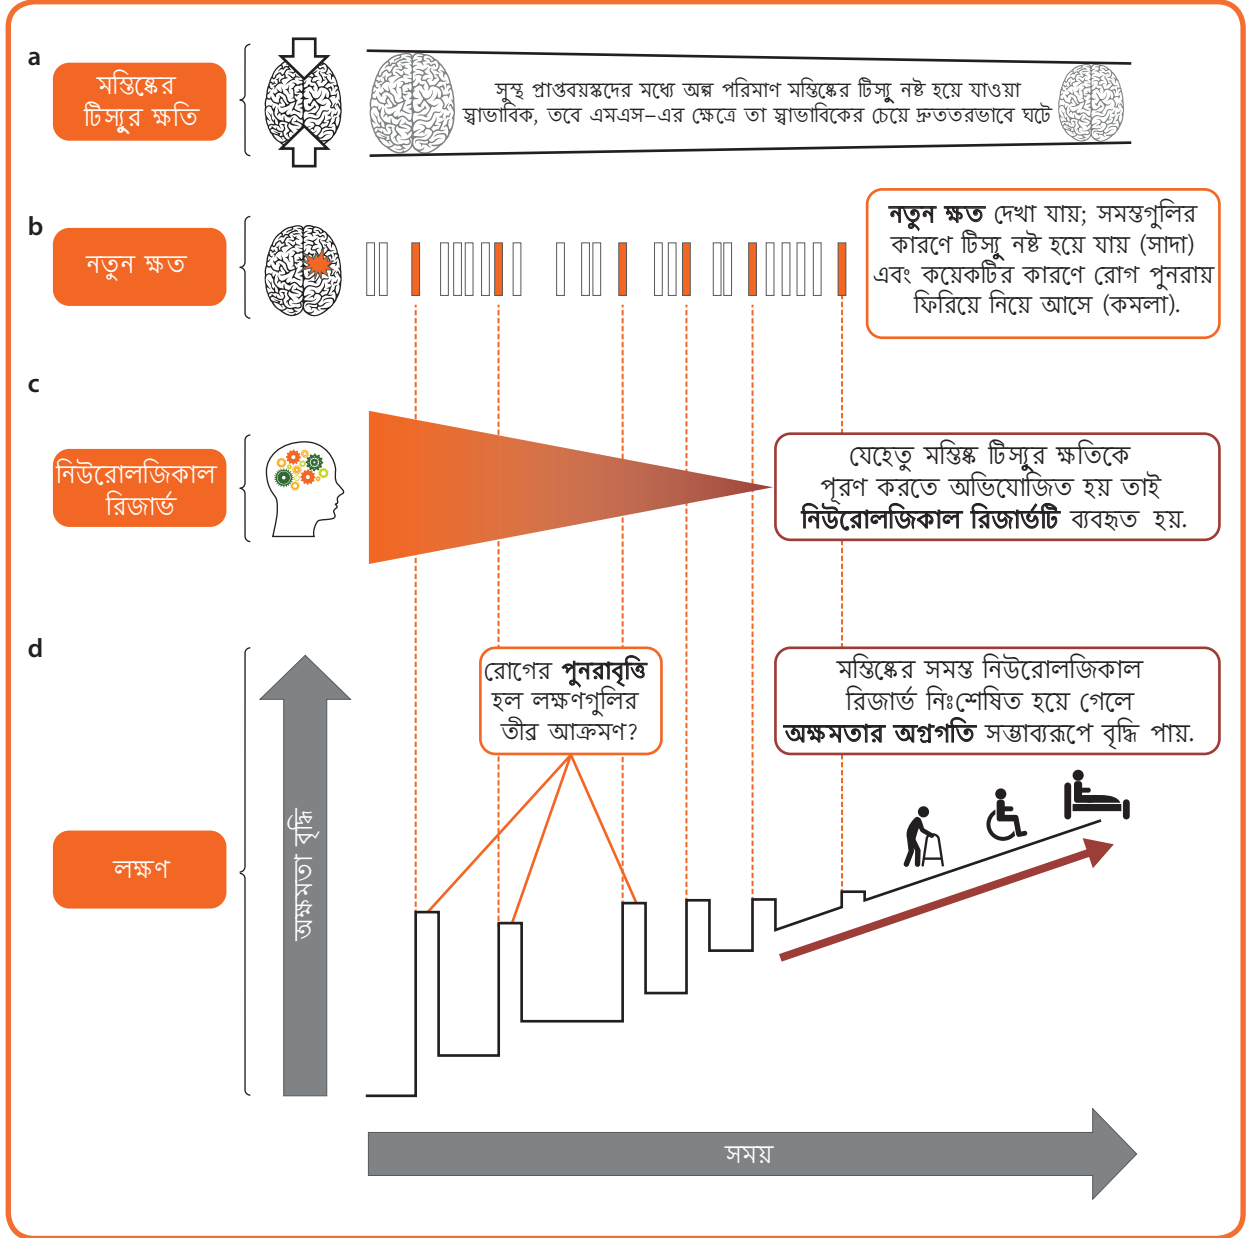 a
মস্তিষ্কের
টিস্যুর ক্ষতি
সুস্থ প্রাপ্তবয়স্কদের মধ্যে অল্প পরিমাণ মস্তিষ্কের টিস্যু নষ্ট হয়ে যাওয়া
স্বাভাবিক, তবে এমএস–এর ক্ষেত্রে তা স্বাভাবিকের চেয়ে দ্রুততরভাবে ঘটে
b
নতুন ক্ষত
নতুন ক্ষত দেখা যায়; সমস্তগুলির
কারণে টিস্যু নষ্ট হয়ে যায় (সাদা)
এবং কয়েকটির কারণে রোগ পুনরায়
ফিরিয়ে নিয়ে আসে (কমলা).
c
নিউরোলজিকাল
রিজার্ভ
যেহেতু মস্তিষ্ক টিস্যুর ক্ষতিকে
পূরণ করতে অভিযোজিত হয় তাই
নিউরোলজিকাল রিজার্ভটি ব্যবহৃত হয়.
d
লক্ষণ
অক্ষমতা বৃদ্ধি
রোগের পুনরাবৃত্তি
হল লক্ষণগুলির
তীব্র আক্রমণ?
মস্তিষ্কের সমস্ত নিউরোলজিকাল
রিজার্ভ নিঃশেষিত হয়ে গেলে
অক্ষমতার অগ্রগতি সম্ভাব্যরূপে বৃদ্ধি পায়.
সময়